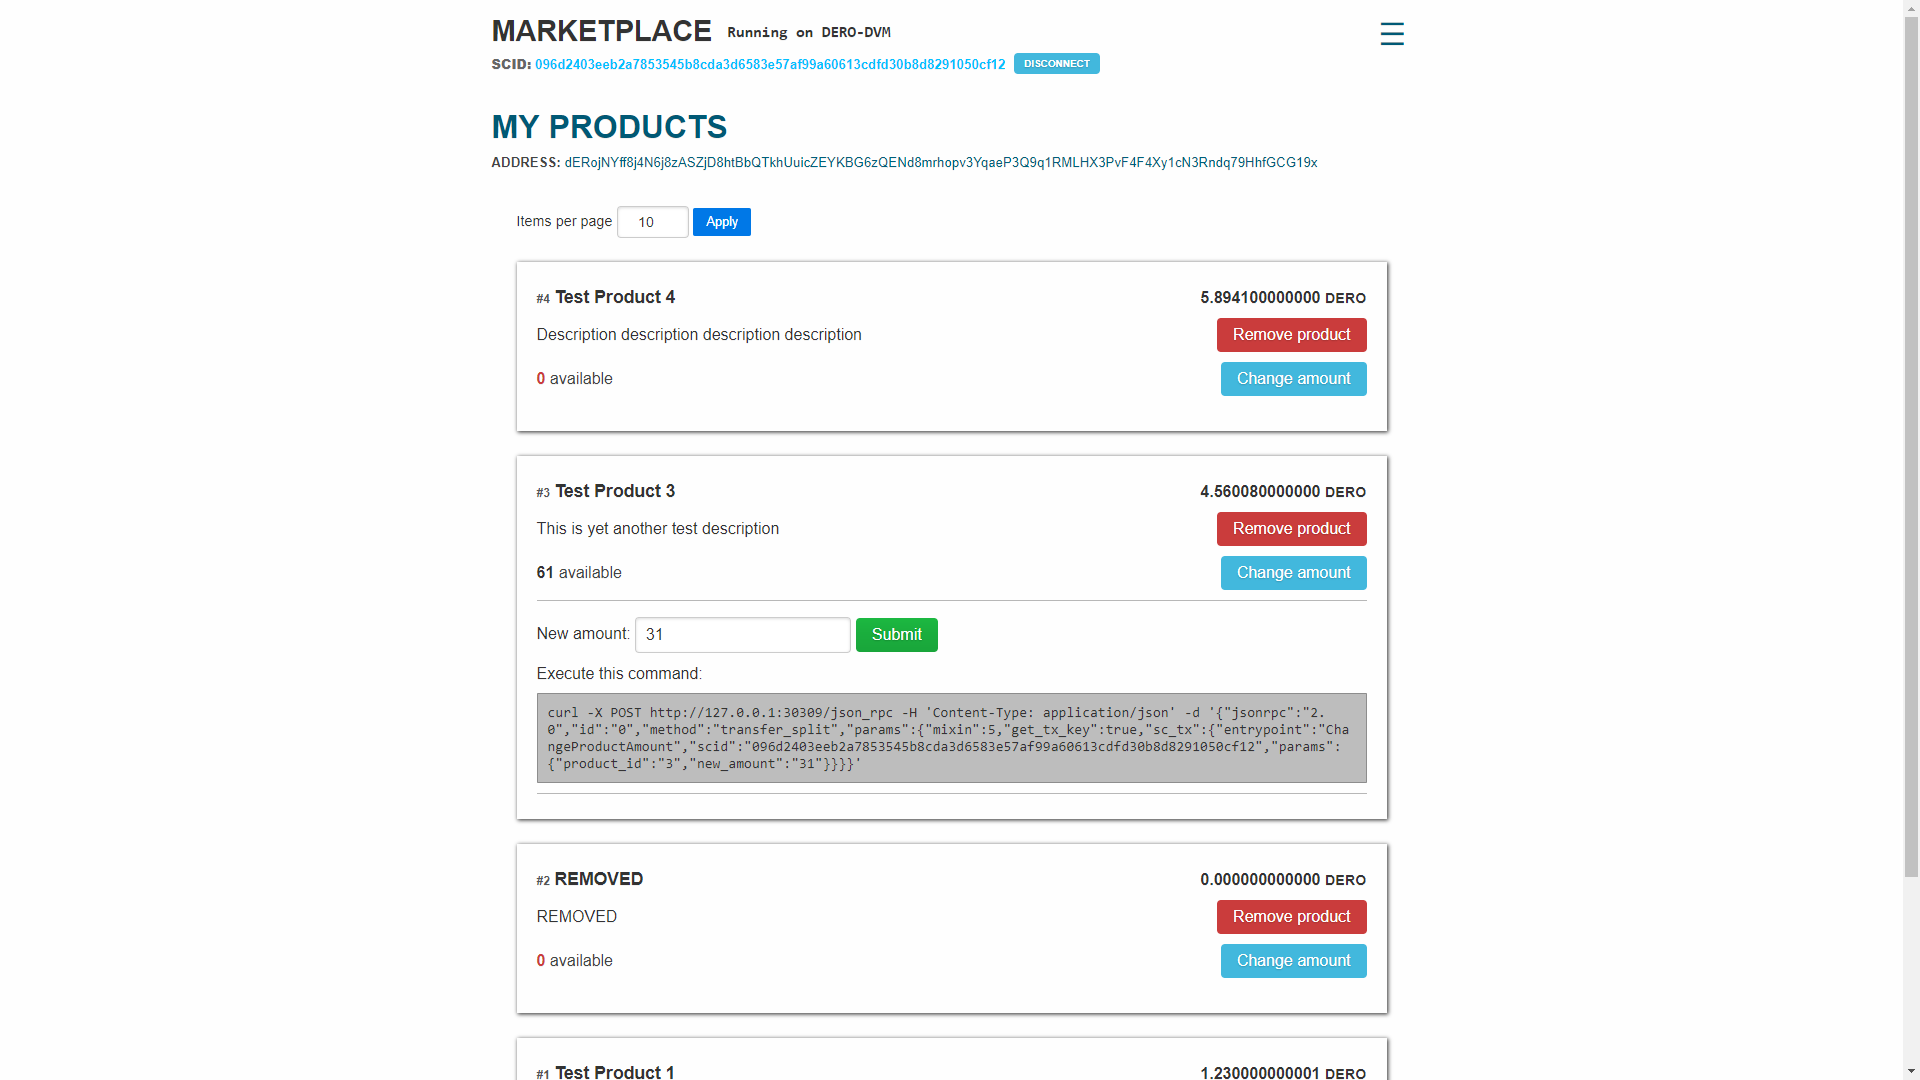 MARKETPLACE Running on DERO-DVM
SCID: 096d2403eeb2a7853545b8cda3d6583e57af99a60613cdfd30b8d8291050cf12 DISCONNECT
MY PRODUCTS
ADDRESS: dERojNYff8j4N6j8zASZjD8htBbQTkhUuicZEYKBG6zQENd8mrhopv3YqaeP3Q9q1RMLHX3PvF4F4Xy1cN3Rndq79HhfGCG19x
Items per page 10 Apply
#4 Test Product 4 5.894100000000 DERO
Description description description description Remove product
0 available Change amount
#3 Test Product 3 4.560080000000 DERO
This is yet another test description Remove product
61 available Change amount
New amount: 31 Submit
Execute this command:
curl -X POST http://127.0.0.1:30309/json_rpc -H 'Content-Type: application/json' -d '{"jsonrpc":"2.
0","id":"0","method":"transfer_split","params":{"mixin":5,"get_tx_key":true,"sc_tx":{"entrypoint":"Cha
ngeProductAmount","scid":"096d2403eeb2a7853545b8cda3d6583e57af99a60613cdfd30b8d8291050cf12","params":
{"product_id":"3","new_amount":"31"}}}}'
#2 REMOVED 0.000000000000 DERO
REMOVED Remove product
0 available Change amount
#1 Test Product 1 1.230000000001 DERO